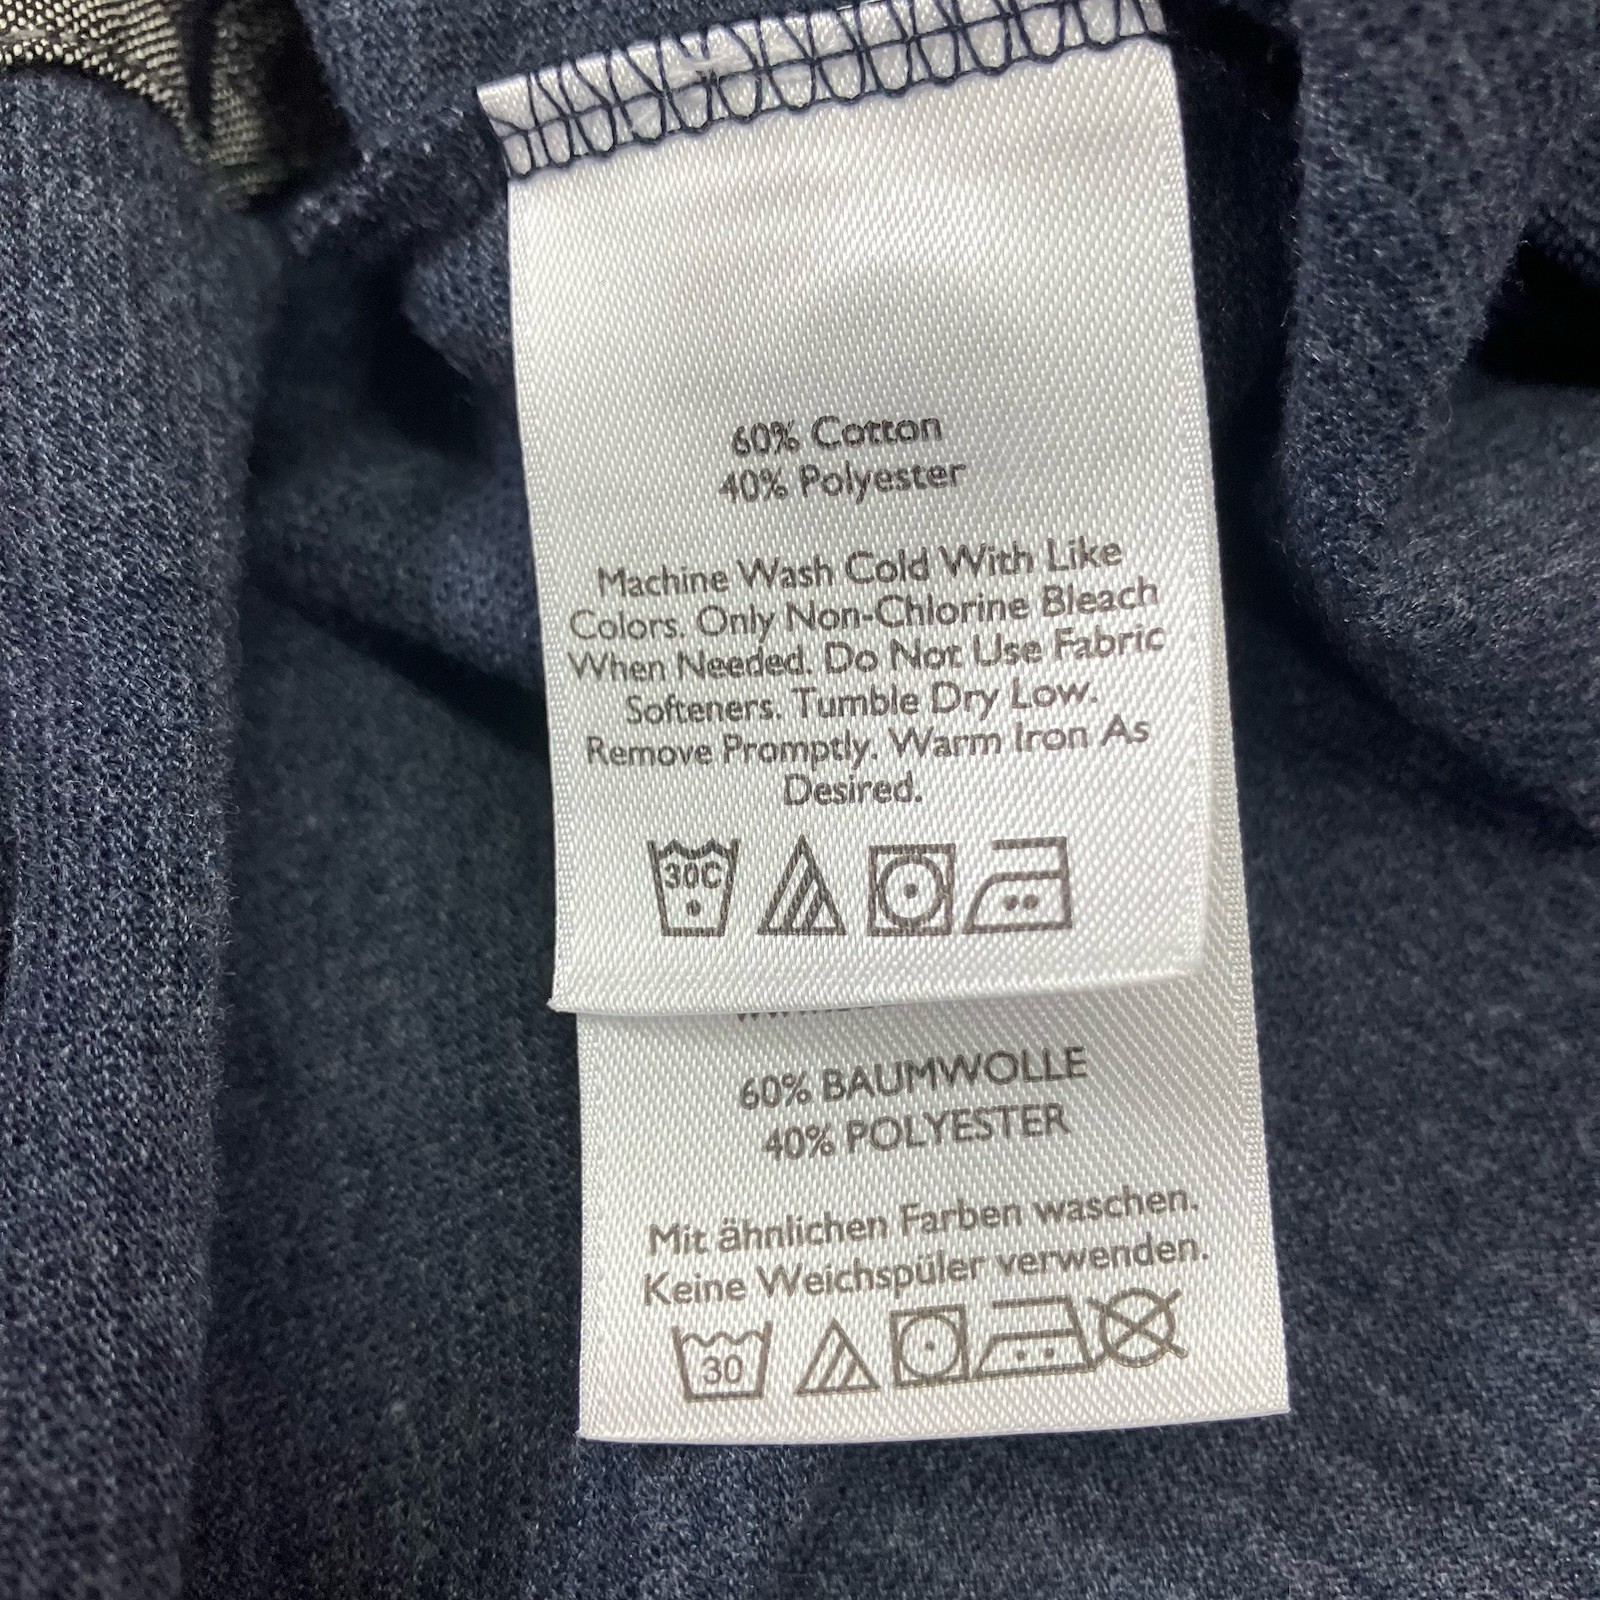 60% Cotton
40% Polyester
Machine Wash Cold With Like
Colors. Only Non-Chlorine Bleach
When Needed. Do Not Use Fabric
Softeners. Tumble Dry Low.
Remove Promptly. Warm Iron As
Desired.
30C
60% BAUMWOLLE
40% POLYESTER
Mit ähnlichen Farben waschen.
Keine Weichspüler verwenden.
30